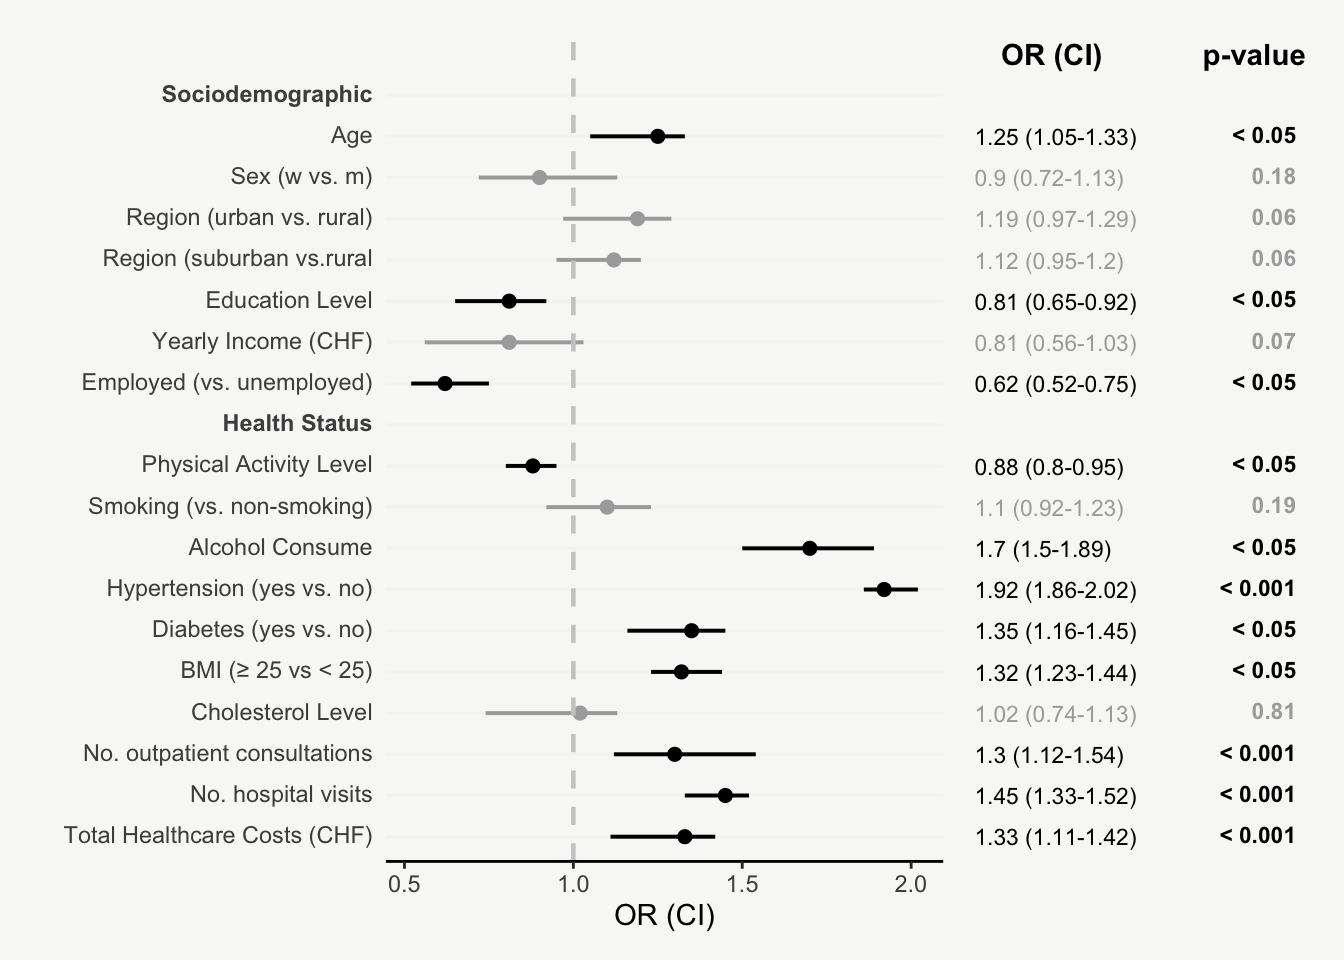 OR (CI) p-value
Sociodemographic
Age 1.25 (1.05-1.33) < 0.05
Sex (w vs. m) 0.9 (0.72-1.13) 0.18
Region (urban vs. rural) 1.19 (0.97-1.29) 0.06
Region (suburban vs.rural 1.12 (0.95-1.2) 0.06
Education Level 0.81 (0.65-0.92) < 0.05
Yearly Income (CHF) 0.81 (0.56-1.03) 0.07
Employed (vs. unemployed) 0.62 (0.52-0.75) < 0.05
Health Status
Physical Activity Level 0.88 (0.8-0.95) < 0.05
Smoking (vs. non-smoking) 1.1 (0.92-1.23) 0.19
Alcohol Consume 1.7 (1.5-1.89) < 0.05
Hypertension (yes vs. no) 1.92 (1.86-2.02) < 0.001
Diabetes (yes vs. no) 1.35 (1.16-1.45) < 0.05
BMI (≥ 25 vs < 25) 1.32 (1.23-1.44) < 0.05
Cholesterol Level 1.02 (0.74-1.13) 0.81
No. outpatient consultations 1.3 (1.12-1.54) < 0.001
No. hospital visits 1.45 (1.33-1.52) < 0.001
Total Healthcare Costs (CHF) 1.33 (1.11-1.42) < 0.001
0.5 1.0 1.5 2.0
OR (CI)